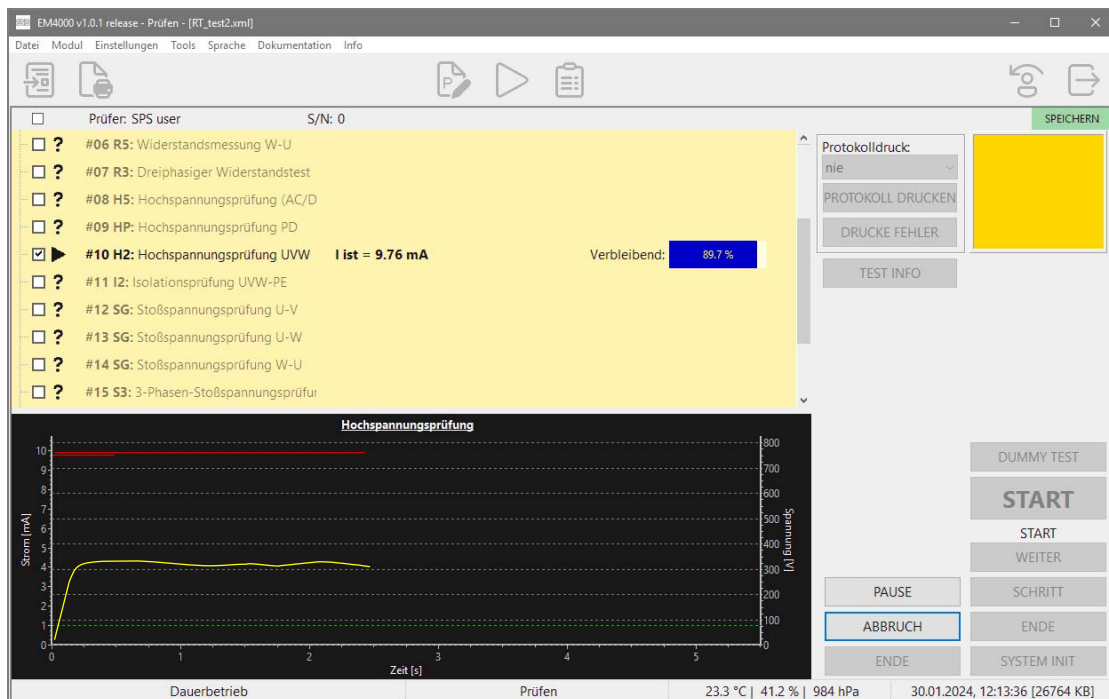 EM4000 v1.0.1 release - Prüfen - [RT_test2.xml]
Datei Modul Einstellungen Tools Sprache Dokumentation Info
Prüfer: SPS user S/N: 0 SPEICHERN
#06 R5: Widerstandsmessung W-U
#07 R3: Dreiphasiger Widerstandstest
#08 H5: Hochspannungsprüfung (AC/D
#09 HP: Hochspannungsprüfung PD
#10 H2: Hochspannungsprüfung UVW I ist = 9.76 mA Verbleibend: 89.7 %
#11 I2: Isolationsprüfung UVW-PE
#12 SG: Stoßspannungsprüfung U-V
#13 SG: Stoßspannungsprüfung U-W
#14 SG: Stoßspannungsprüfung W-U
#15 S3: 3-Phasen-Stoßspannungsprüfur
Protokolldruck:
nie
PROTOKOLL DRUCKEN
DRUCKE FEHLER
TEST INFO
Hochspannungsprüfung
Strom [mA]
10
9
8
7
6
5
4
3
2
1
0
800
700
600
500
400
300
200
100
0
Spannung [V]
0 1 2 3 4 5
Zeit [s]
DUMMY TEST
START
START
WEITER
PAUSE SCHRITT
ABBRUCH ENDE
ENDE SYSTEM INIT
Dauerbetrieb Prüfen 23.3 °C | 41.2 % | 984 hPa 30.01.2024, 12:13:36 [26764 KB]